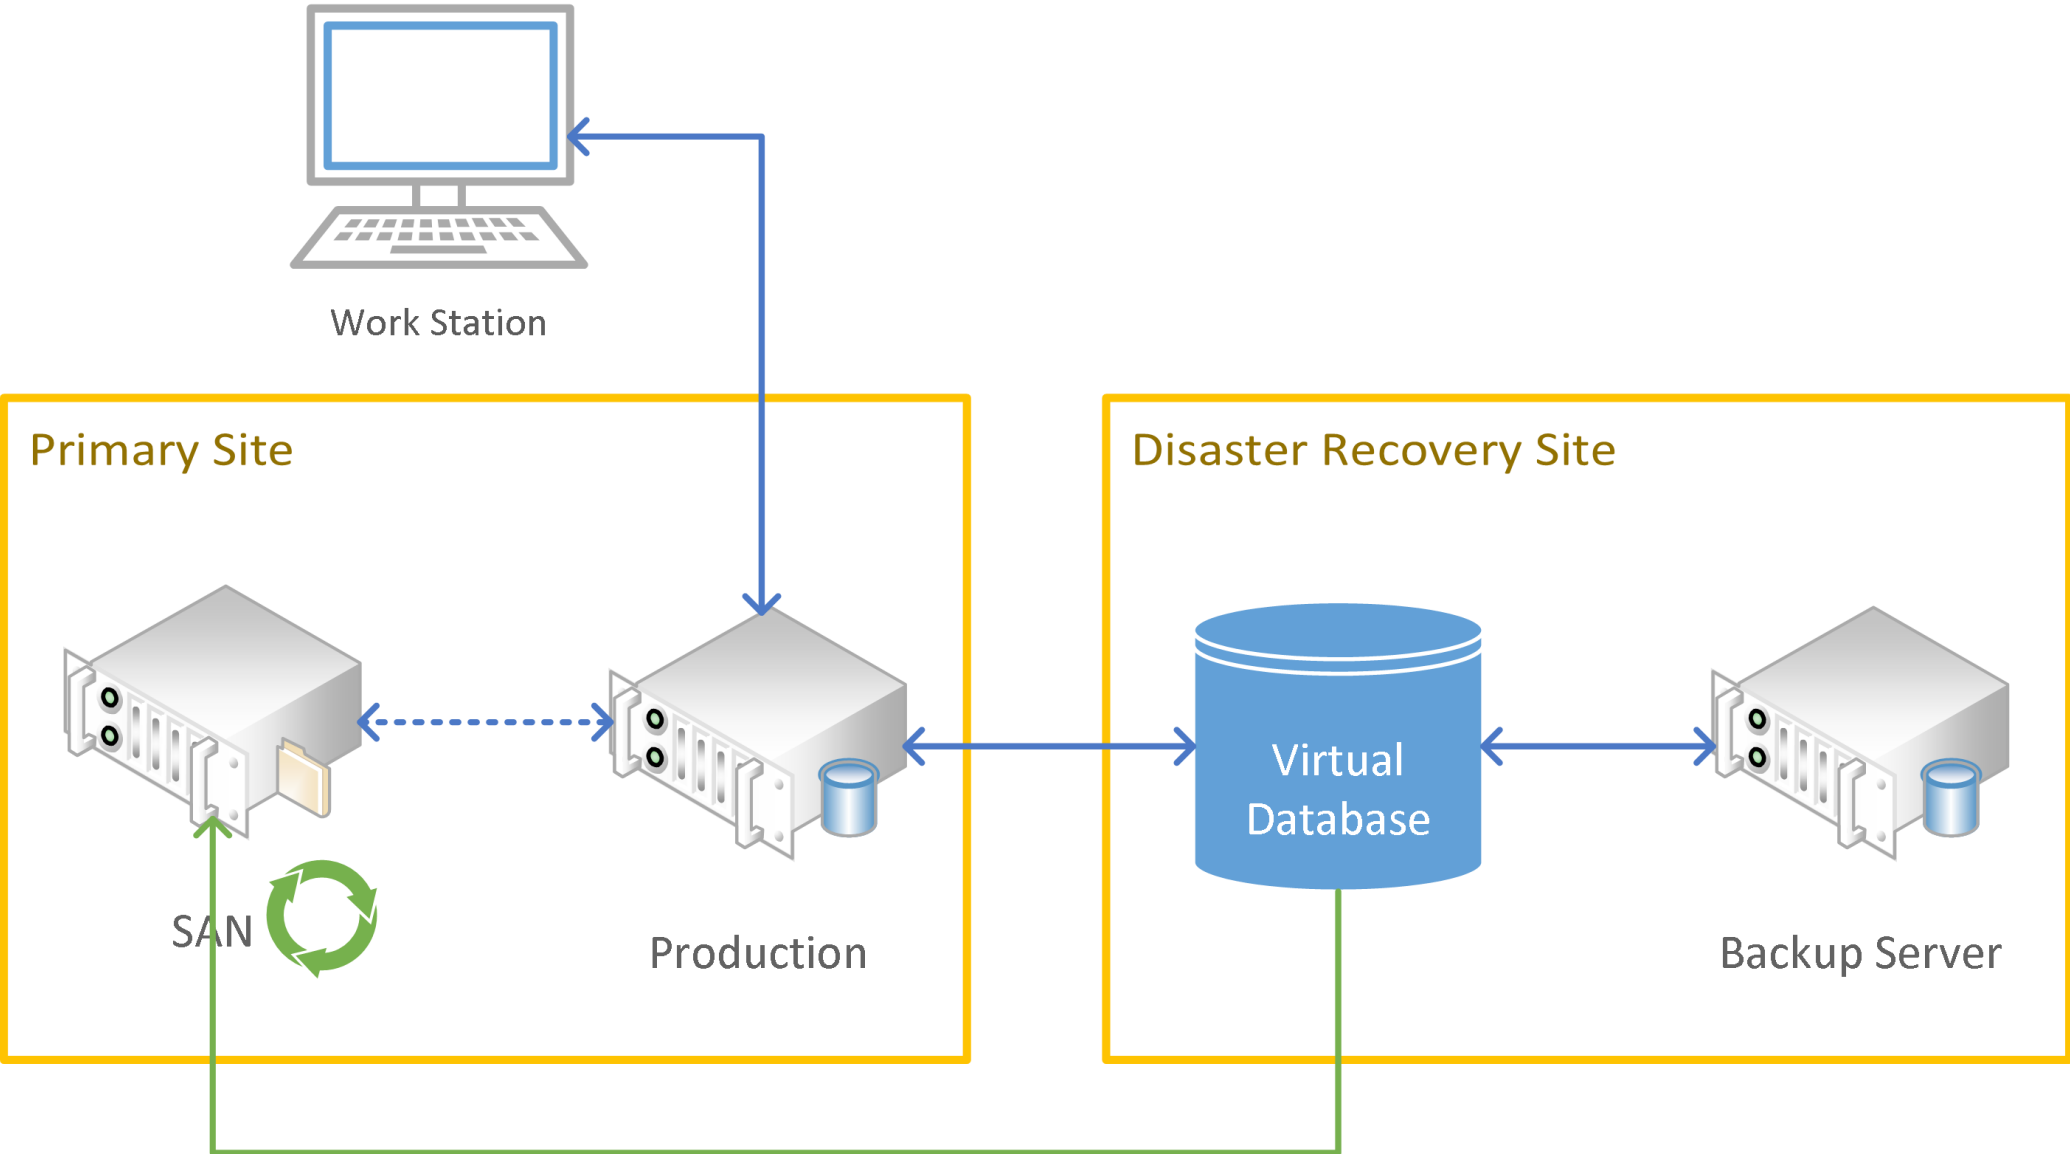 Work Station
Primary Site
Disaster Recovery Site
Virtual
Database
SAN
Production
Backup Server